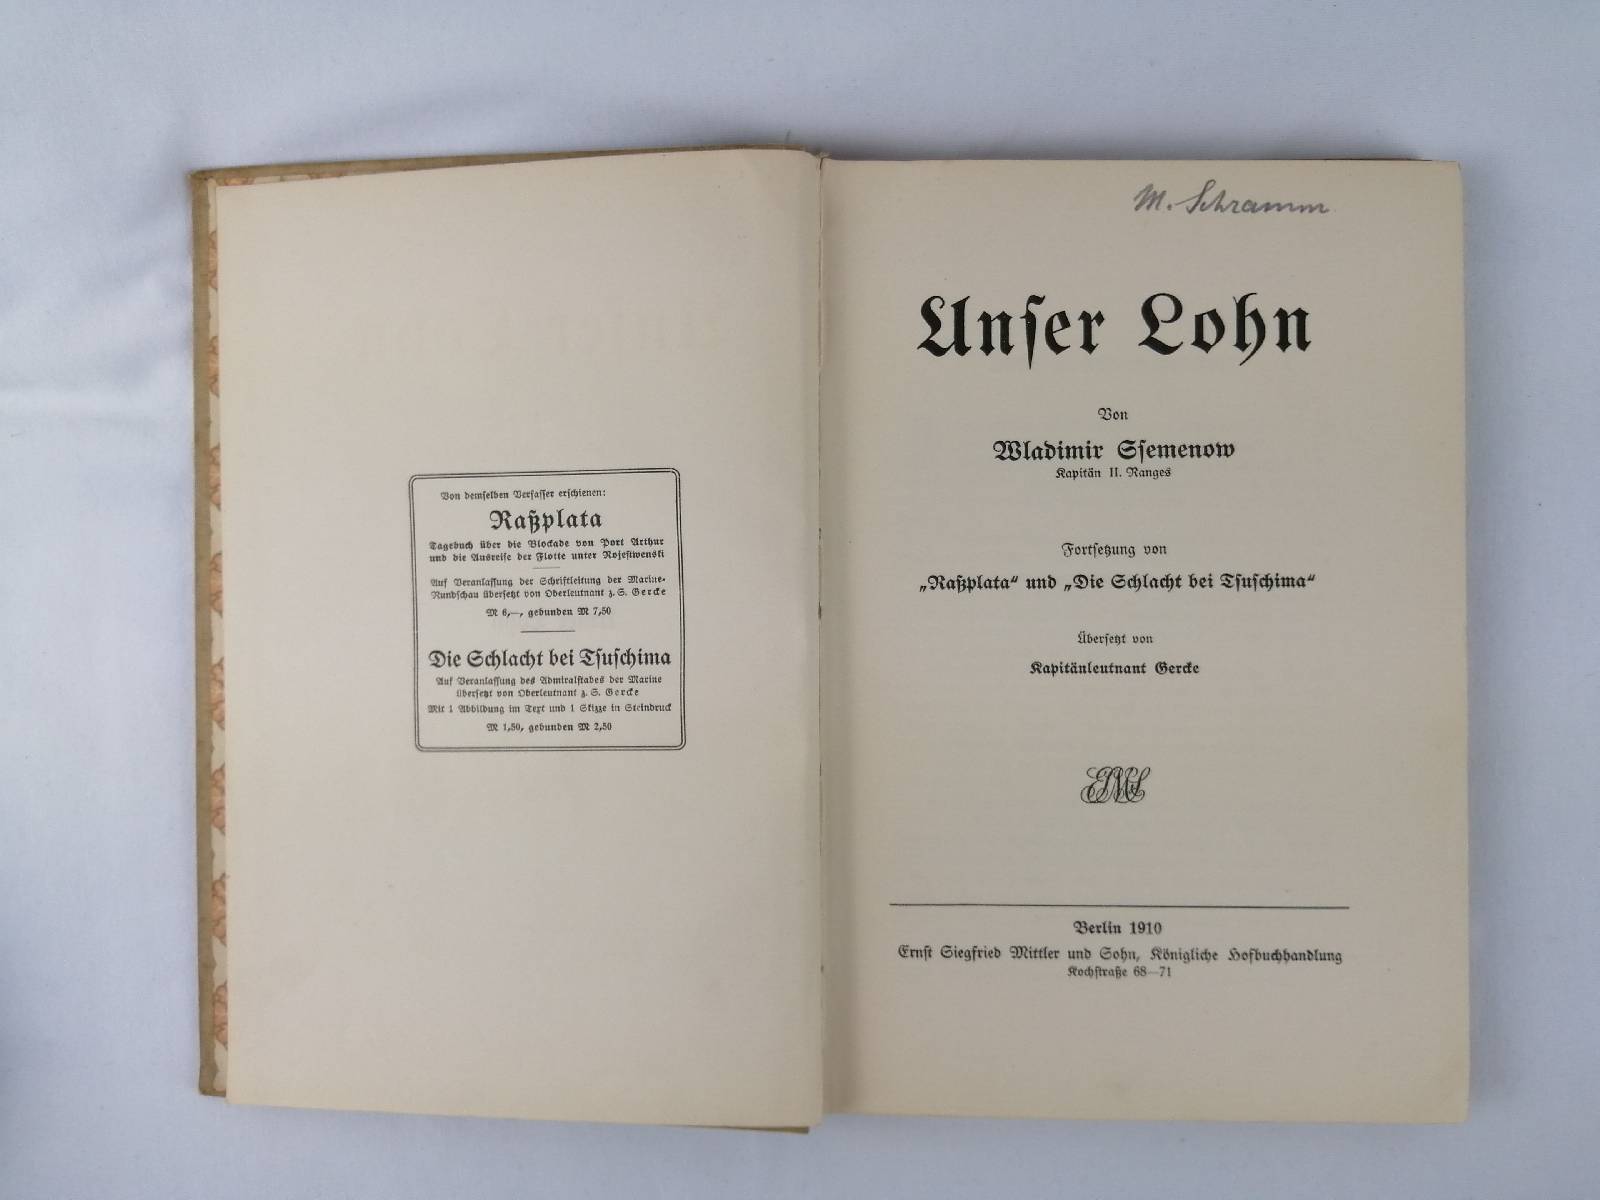 Von demselben Verfasser erschienen:
Raßplata
Tagebuch über die Blockade von Port Arthur
und die Ausreise der Flotte unter Rojestwenski
Auf Veranlassung der Schriftleitung der Marine-
Rundschau übersetzt von Oberleutnant z. S. Gercke
M 6,—, gebunden M 7,50
Die Schlacht bei Tsuschima
Auf Veranlassung des Admiralstabes der Marine
übersetzt von Oberleutnant z. S. Gercke
Mit 1 Abbildung im Text und 1 Skizze in Steindruck
M 1,50, gebunden M 2,50
M. Schramm
Unser Lohn
Von
Wladimir Ssemenow
Kapitän II. Ranges
Fortsetzung von
„Raßplata“ und „Die Schlacht bei Tsuschima“
Übersetzt von
Kapitänleutnant Gercke
EMS
Berlin 1910
Ernst Siegfried Mittler und Sohn, Königliche Hofbuchhandlung
Kochstraße 68—71